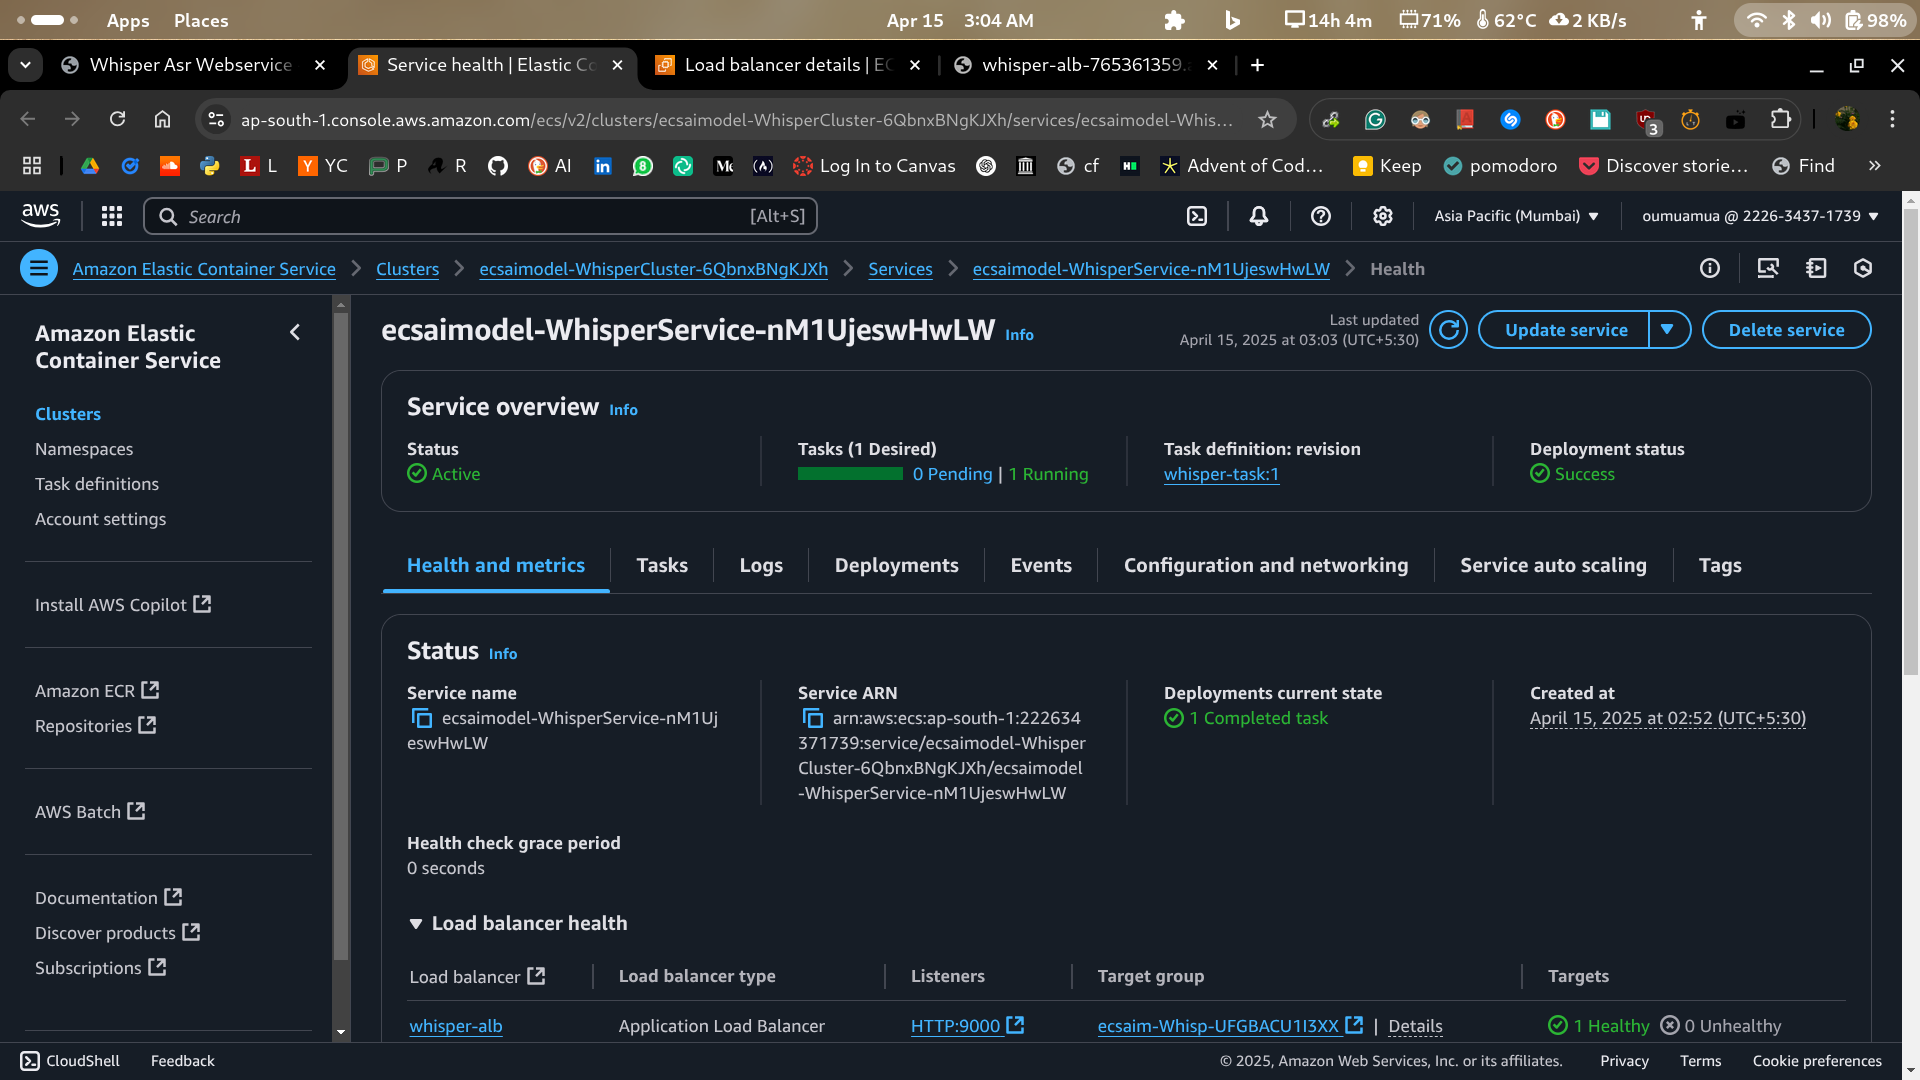 Apps Places Apr 15 3:04 AM 14h 4m 71% 62°C 2 KB/s 98%
Whisper Asr Webservice Service health | Elastic Co Load balancer details | EC whisper-alb-765361359.
ap-south-1.console.aws.amazon.com/ecs/v2/clusters/ecsaimodel-WhisperCluster-6QbnxBNgKJXh/services/ecsaimodel-Whis... 3
L YC P R AI Log In to Canvas cf Advent of Cod... Keep pomodoro Discover storie... Find »
aws Search [Alt+S] Asia Pacific (Mumbai) oumuamua @ 2226-3437-1739
Amazon Elastic Container Service Clusters ecsaimodel-WhisperCluster-6QbnxBNgKJXh Services ecsaimodel-WhisperService-nM1UjeswHwLW Health
Amazon Elastic
Container Service
Clusters
Namespaces
Task definitions
Account settings
Install AWS Copilot
Amazon ECR
Repositories
AWS Batch
Documentation
Discover products
Subscriptions
ecsaimodel-WhisperService-nM1UjeswHwLW Info
Last updated
April 15, 2025 at 03:03 (UTC+5:30)
Update service Delete service
Service overview Info
Status
Active
Tasks (1 Desired)
0 Pending | 1 Running
Task definition: revision
whisper-task:1
Deployment status
Success
Health and metrics Tasks Logs Deployments Events Configuration and networking Service auto scaling Tags
Status Info
Service name
ecsaimodel-WhisperService-nM1Uj
eswHwLW
Service ARN
arn:aws:ecs:ap-south-1:222634
371739:service/ecsaimodel-Whisper
Cluster-6QbnxBNgKJXh/ecsaimodel
-WhisperService-nM1UjeswHwLW
Deployments current state
1 Completed task
Created at
April 15, 2025 at 02:52 (UTC+5:30)
Health check grace period
0 seconds
Load balancer health
Load balancer Load balancer type Listeners Target group Targets
whisper-alb Application Load Balancer HTTP:9000 ecsaim-Whisp-UFGBACU1I3XX | Details 1 Healthy 0 Unhealthy
CloudShell Feedback © 2025, Amazon Web Services, Inc. or its affiliates. Privacy Terms Cookie preferences